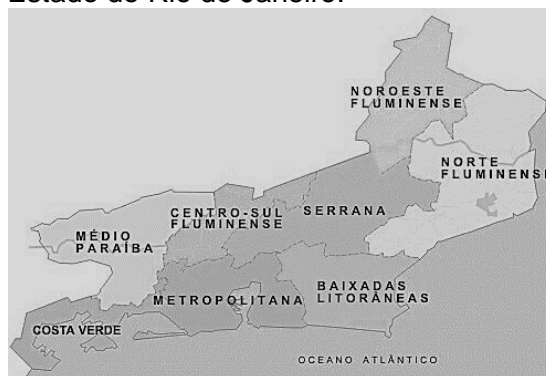 Estado do Rio de Janeiro.
NOROESTE
FLUMINENSE
NORTE
FLUMINENSE
CENTRO-SUL
FLUMINENSE
SERRANA
MÉDIO
PARAÍBA
BAIXADAS
LITORÂNEAS
METROPOLITANA
COSTA VERDE
OCEANO ATLÂNTICO